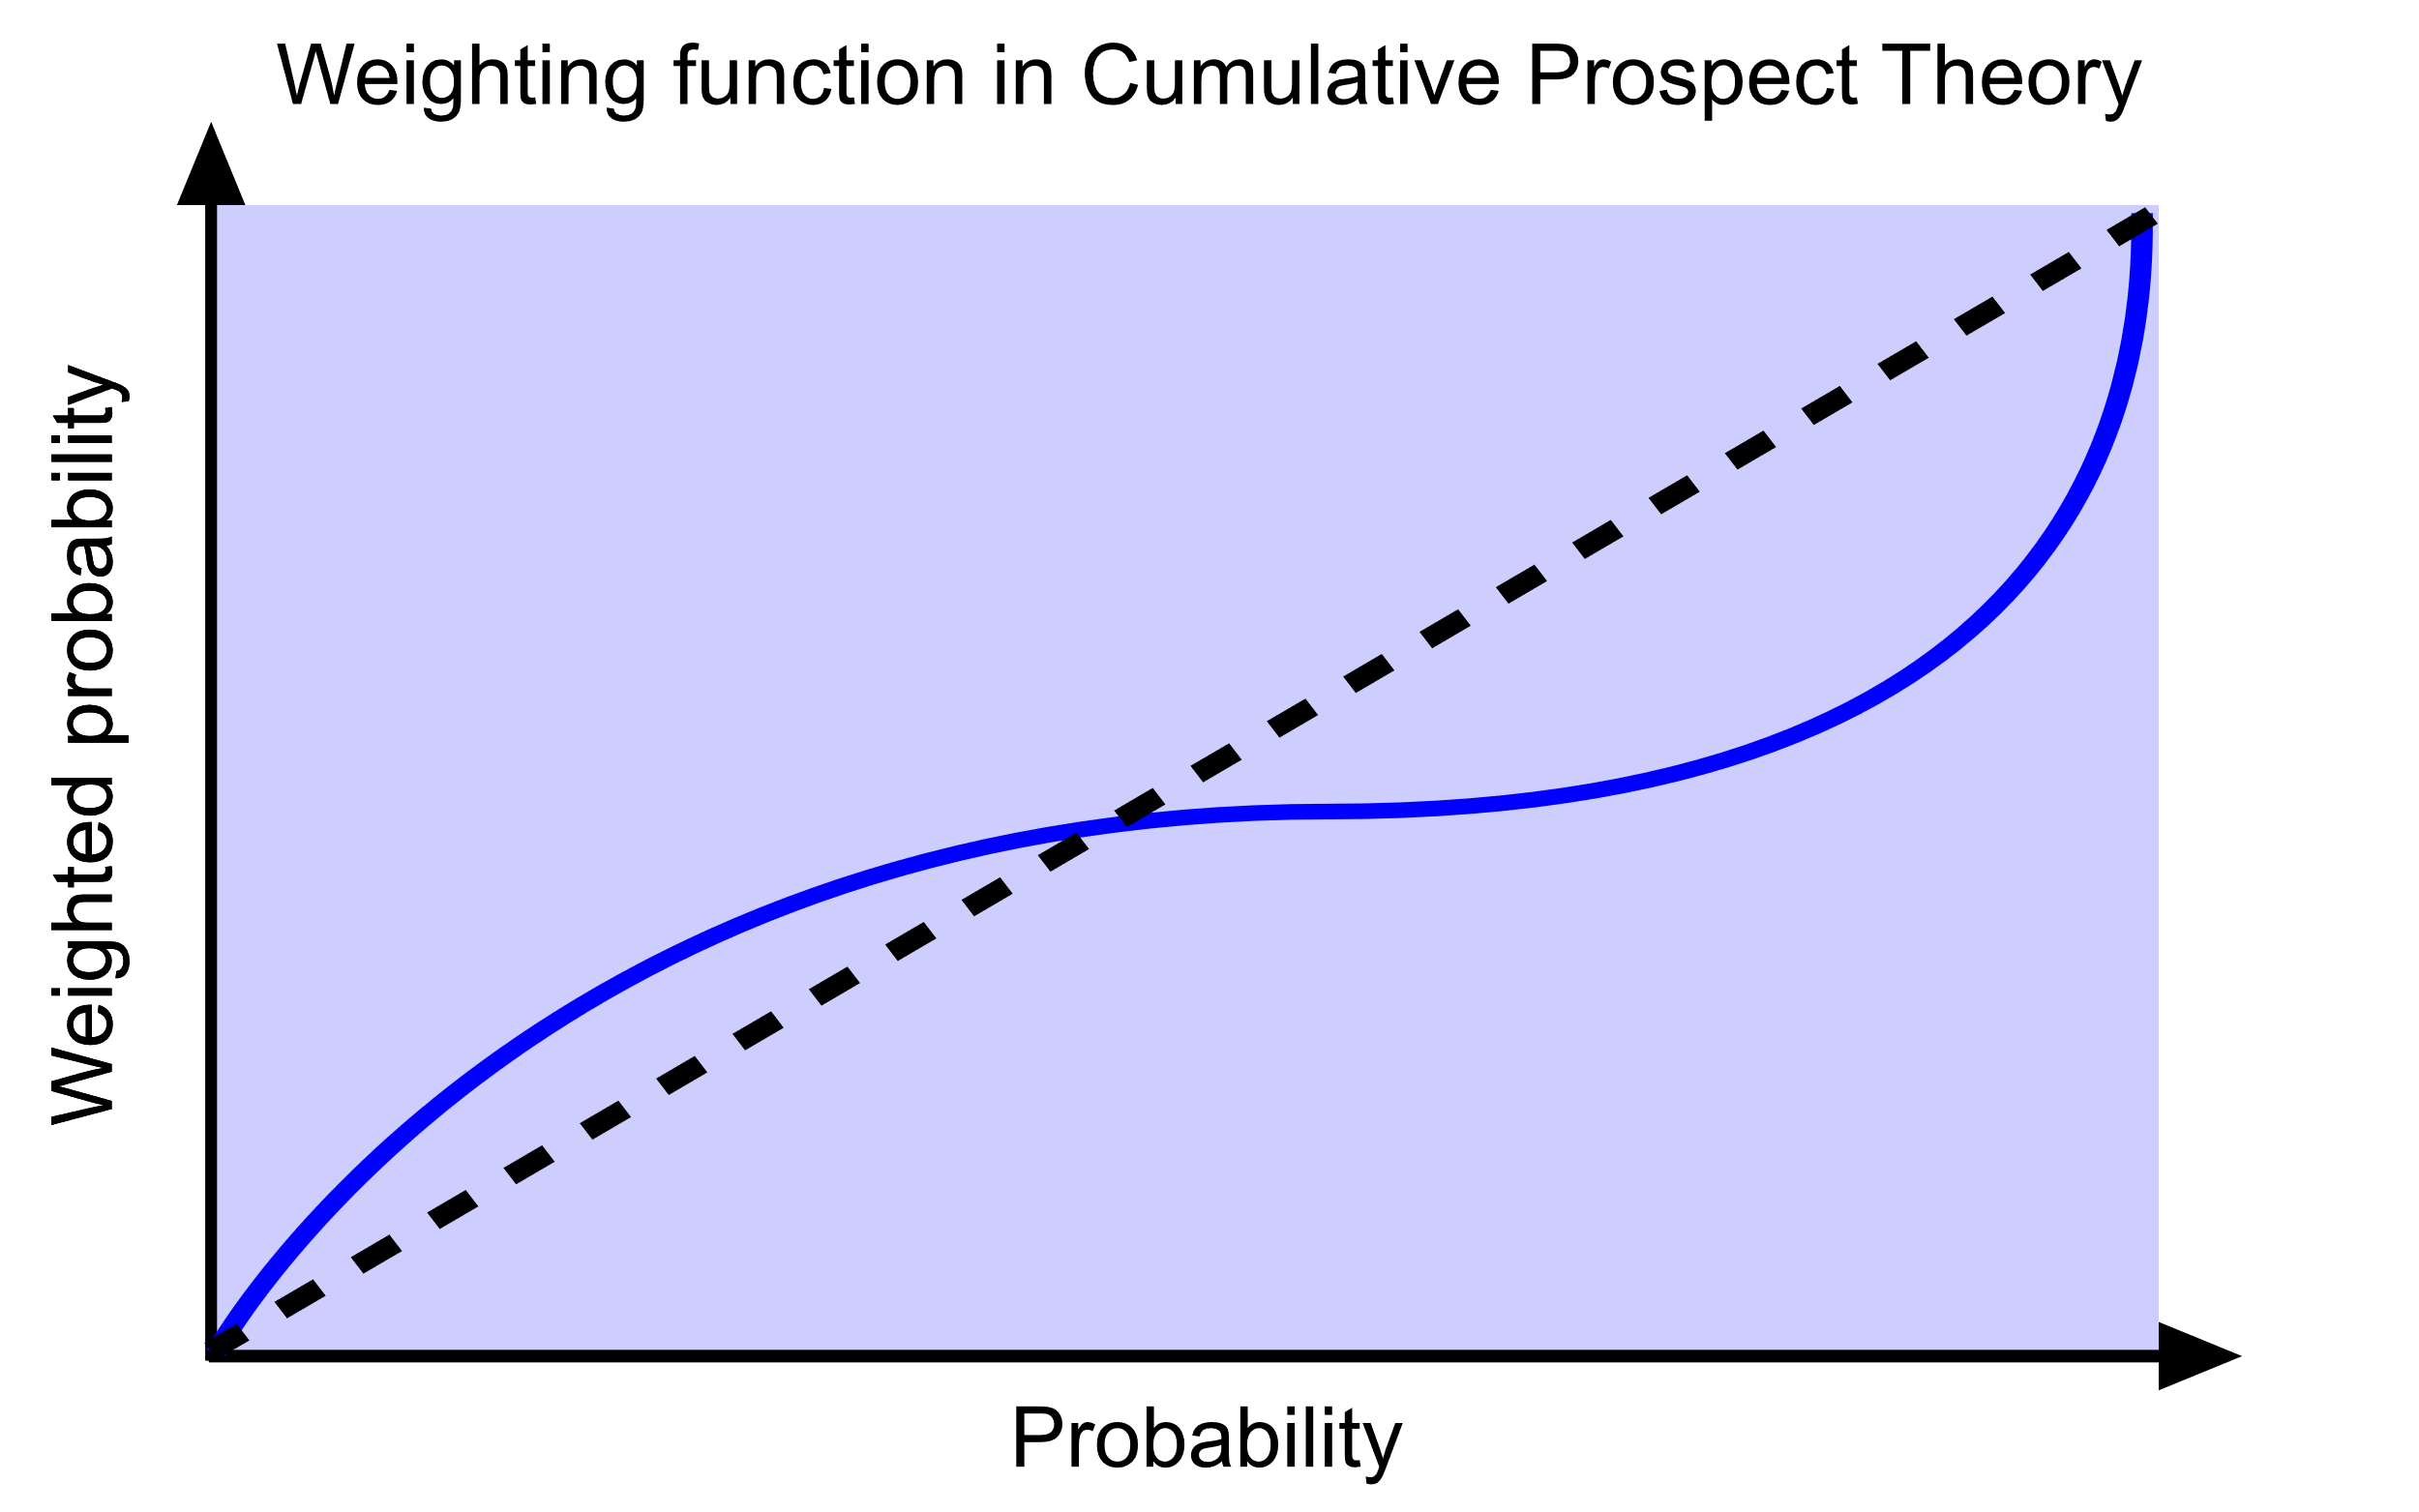 Weighting function in Cumulative Prospect Theory
Weighted probability
Probability